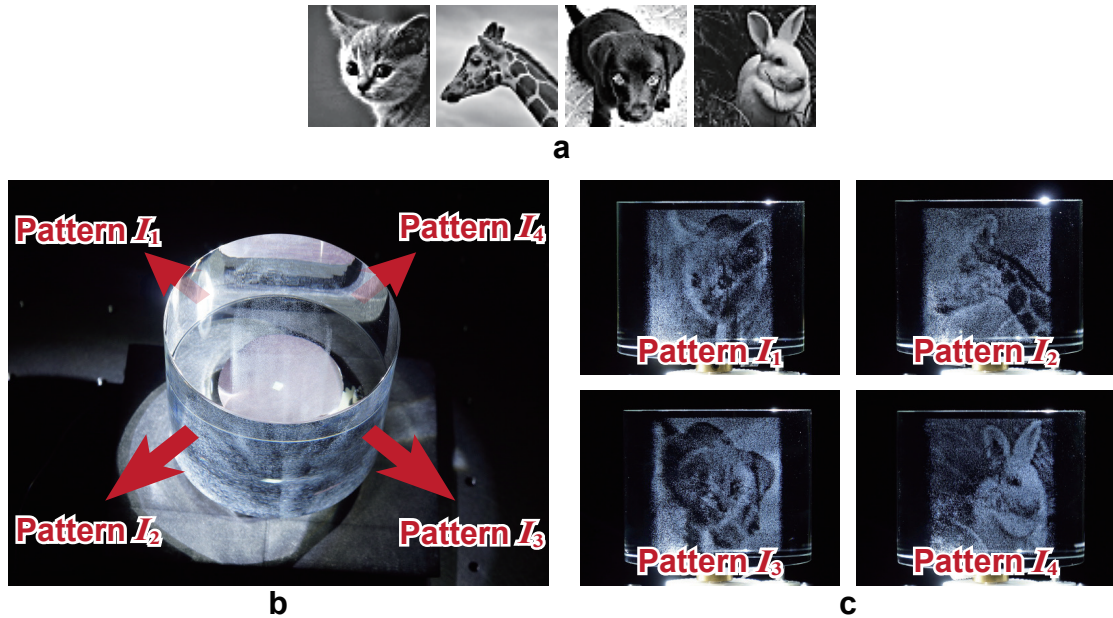 a
Pattern I₁
Pattern I₄
Pattern I₂
Pattern I₃
b
Pattern I₁
Pattern I₂
Pattern I₃
Pattern I₄
c